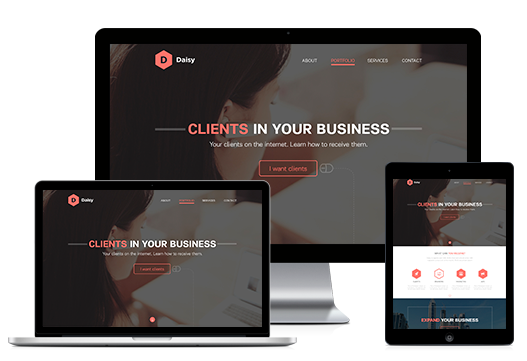 D Daisy
ABOUT PORTFOLIO SERVICES CONTACT
CLIENTS IN YOUR BUSINESS
Your clients on the internet. Learn how to receive them.
I want clients
D Daisy
ABOUT PORTFOLIO SERVICES CONTACT
CLIENTS IN YOUR BUSINESS
Your clients on the internet. Learn how to receive them.
I want clients
Daisy
CLIENTS IN YOUR BUSINESS
EXPAND YOUR BUSINESS